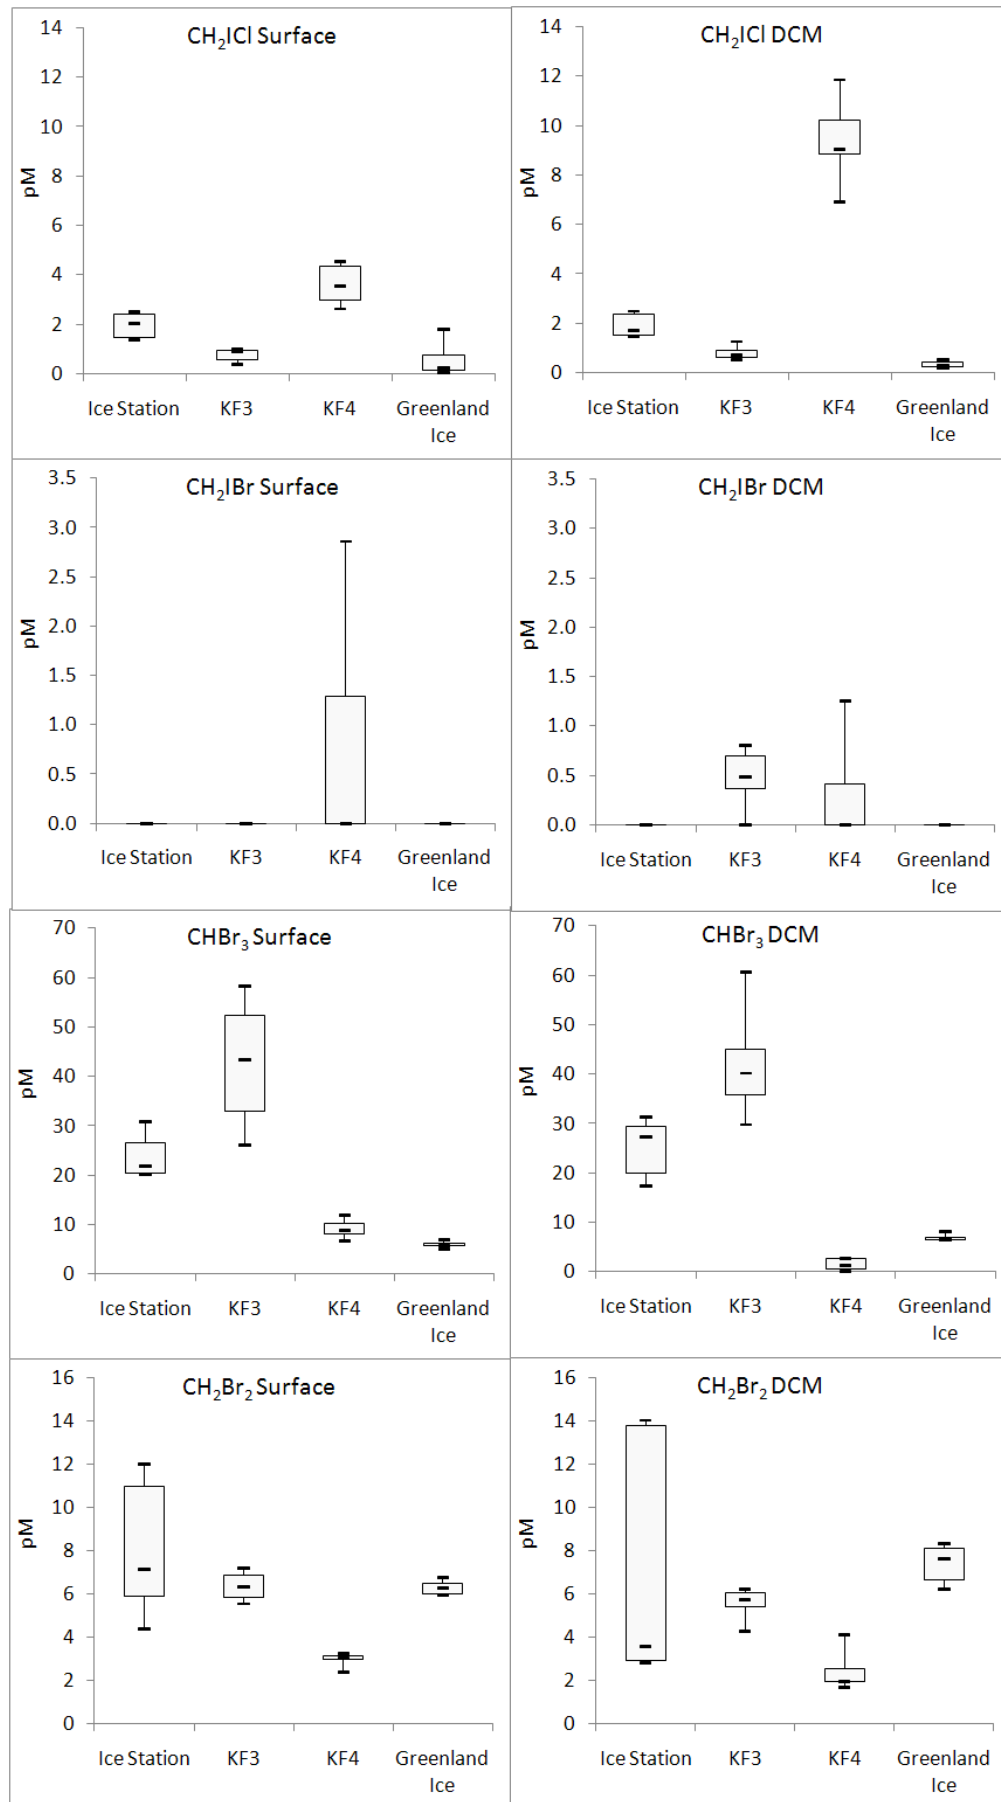 CH₂ICl Surface
14
12
10
8
6
4
2
0
pM
Ice Station KF3 KF4 Greenland
Ice
CH₂ICl DCM
14
12
10
8
6
4
2
0
pM
Ice Station KF3 KF4 Greenland
Ice
CH₂IBr Surface
3.5
3.0
2.5
2.0
1.5
1.0
0.5
0.0
pM
Ice Station KF3 KF4 Greenland
Ice
CH₂IBr DCM
3.5
3.0
2.5
2.0
1.5
1.0
0.5
0.0
pM
Ice Station KF3 KF4 Greenland
Ice
CHBr₃ Surface
70
60
50
40
30
20
10
0
pM
Ice Station KF3 KF4 Greenland
Ice
CHBr₃ DCM
70
60
50
40
30
20
10
0
pM
Ice Station KF3 KF4 Greenland
Ice
CH₂Br₂ Surface
16
14
12
10
8
6
4
2
0
pM
Ice Station KF3 KF4 Greenland
Ice
CH₂Br₂ DCM
16
14
12
10
8
6
4
2
0
pM
Ice Station KF3 KF4 Greenland
Ice